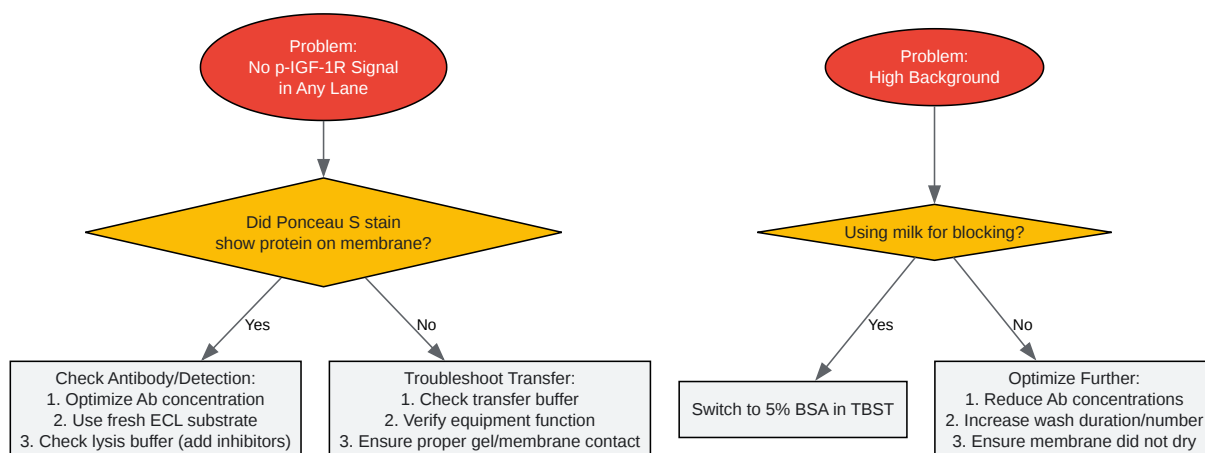 Problem:
No p-IGF-1R Signal
in Any Lane
Did Ponceau S stain
show protein on membrane?
Yes
No
Check Antibody/Detection:
1. Optimize Ab concentration
2. Use fresh ECL substrate
3. Check lysis buffer (add inhibitors)
Troubleshoot Transfer:
1. Check transfer buffer
2. Verify equipment function
3. Ensure proper gel/membrane contact
Problem:
High Background
Using milk for blocking?
Yes
No
Switch to 5% BSA in TBST
Optimize Further:
1. Reduce Ab concentrations
2. Increase wash duration/number
3. Ensure membrane did not dry